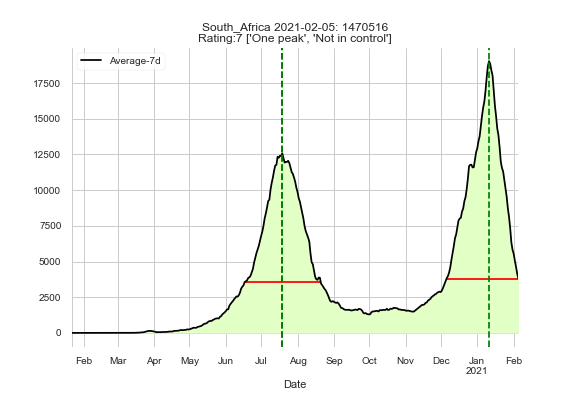 South_Africa 2021-02-05: 1470516
Rating:7 ['One peak', 'Not in control']
Average-7d
17500
15000
12500
10000
7500
5000
2500
0
Feb Mar Apr May Jun Jul Aug Sep Oct Nov Dec Jan Feb
2021
Date